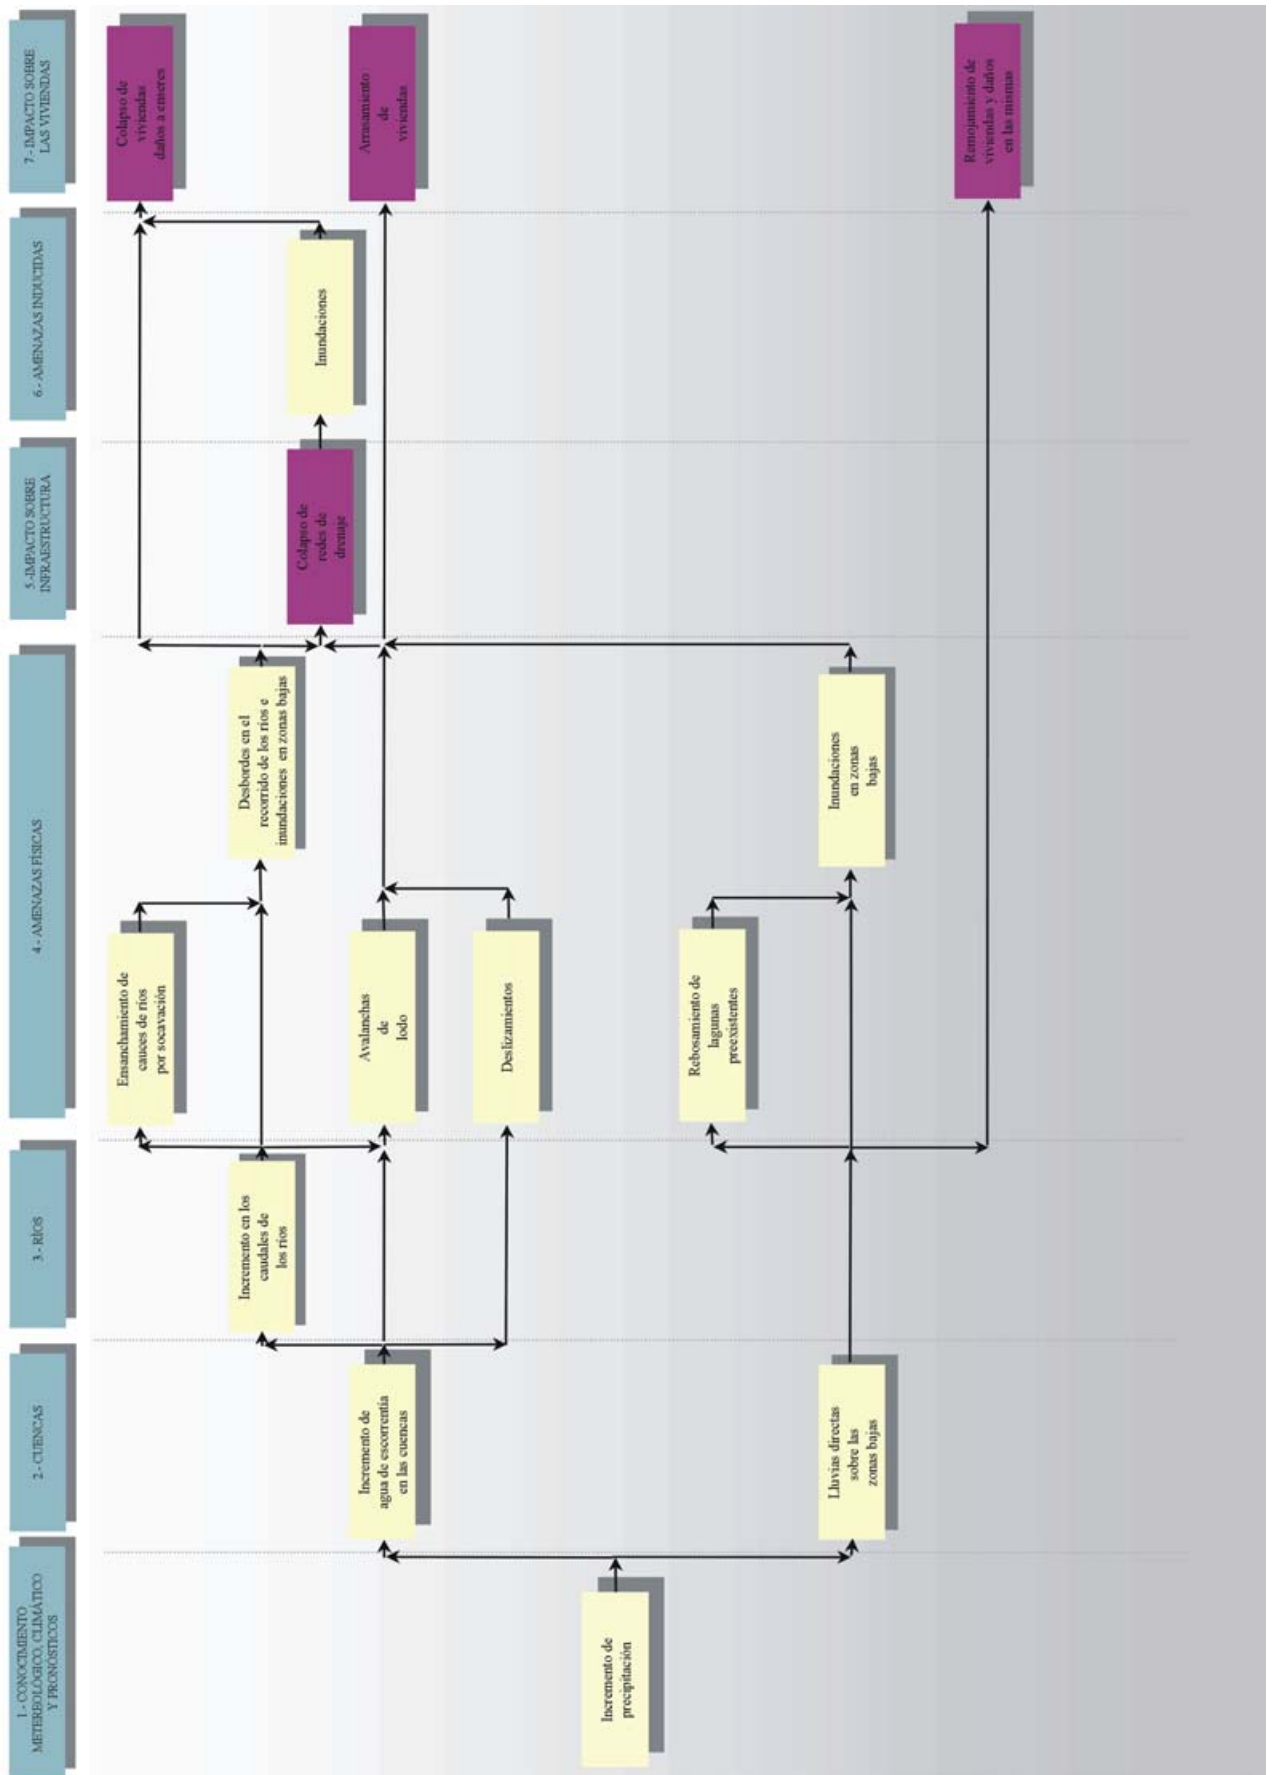 1 - CONOCIMIENTO
METEREOLÓGICO, CLIMÁTICO
Y PRONÓSTICOS
2 - CUENCAS
3 - RÍOS
4 - AMENAZAS FÍSICAS
5 -IMPACTO SOBRE
INFRAESTRUCTURA
6 - AMENAZAS INDUCIDAS
7 - IMPACTO SOBRE
LAS VIVIENDAS
Incremento de
precipitación
Incremento de
agua de escorrentía
en las cuencas
Lluvias directas
sobre las
zonas bajas
Incremento en los
caudales de
los ríos
Ensanchamiento de
cauces de ríos
por socavación
Avalanchas
de
lodo
Deslizamientos
Rebosamiento de
lagunas
preexistentes
Desbordes en el
recorrido de los ríos e
inundaciones en zonas bajas
Inundaciones
en zonas
bajas
Colapso de
redes de
drenaje
Inundaciones
Colapso de
viviendas
daños a enseres
Arrasamiento
de
viviendas
Remojamiento de
viviendas y daños
en las mismas